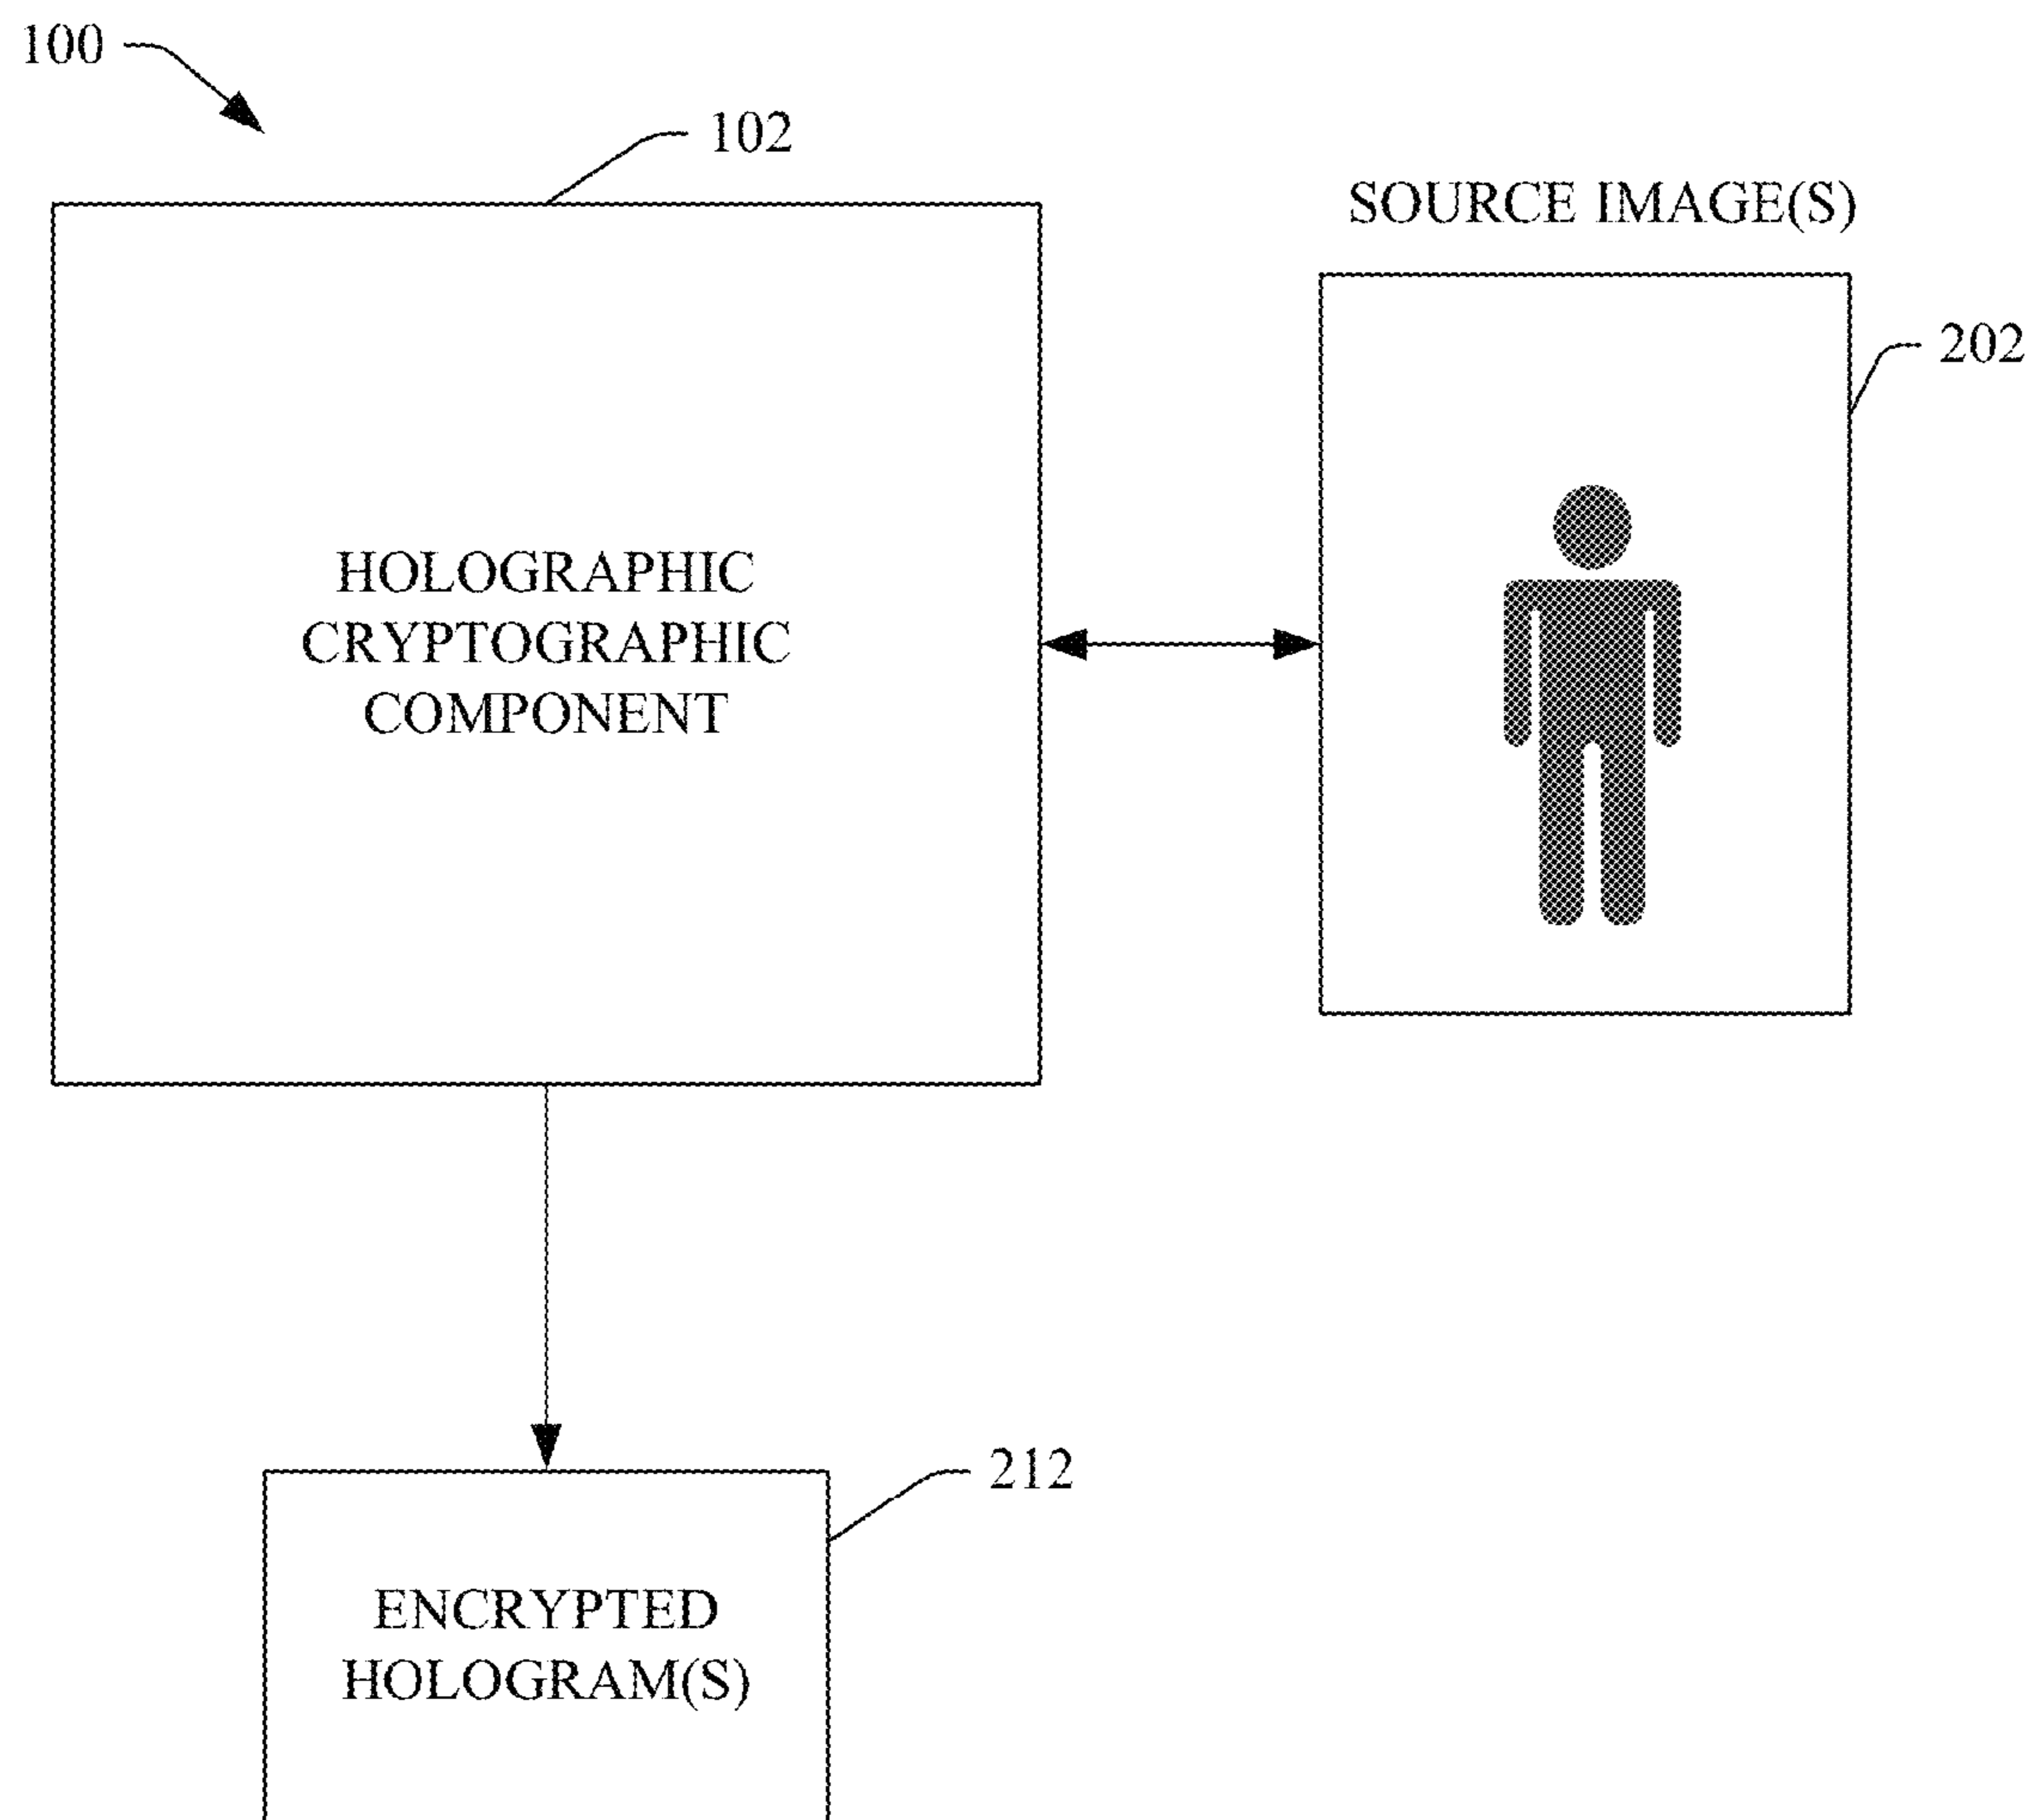 100
102
SOURCE IMAGE(S)
202
HOLOGRAPHIC
CRYPTOGRAPHIC
COMPONENT
212
ENCRYPTED
HOLOGRAM(S)